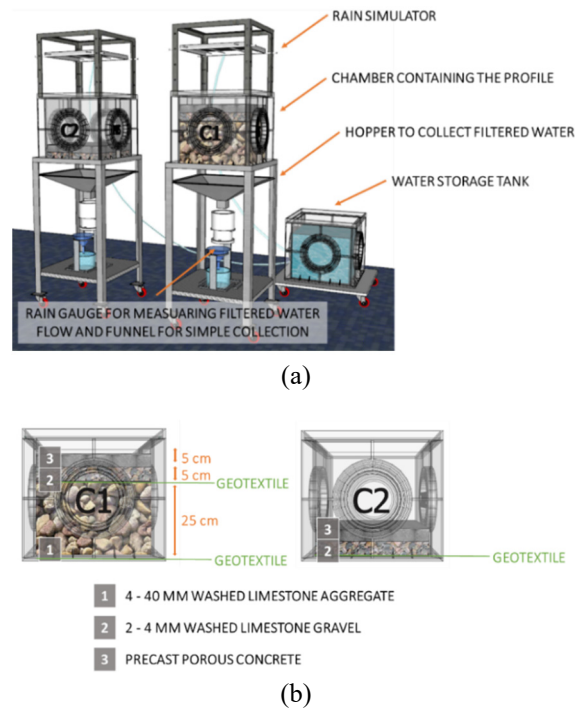 RAIN SIMULATOR
CHAMBER CONTAINING THE PROFILE
C2
C1
HOPPER TO COLLECT FILTERED WATER
WATER STORAGE TANK
RAIN GAUGE FOR MEASUARING FILTERED WATER
FLOW AND FUNNEL FOR SIMPLE COLLECTION
(a)
3
5 cm
2
5 cm
GEOTEXTILE
C1
25 cm
1
GEOTEXTILE
C2
3
2
GEOTEXTILE
1 4 - 40 MM WASHED LIMESTONE AGGREGATE
2 2 - 4 MM WASHED LIMESTONE GRAVEL
3 PRECAST POROUS CONCRETE
(b)